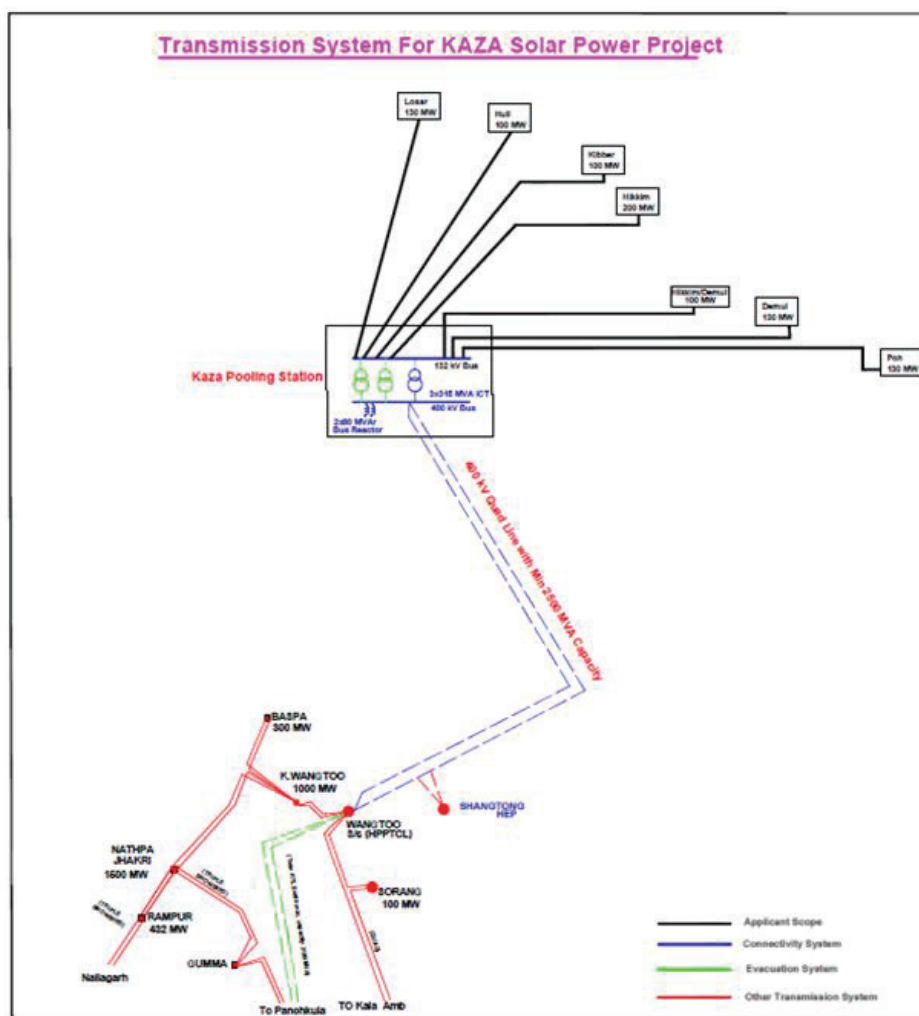 Transmission System For KAZA Solar Power Project
Losar
130 MW
Hull
100 MW
Kibber
100 MW
Hikkim
200 MW
Hikkim/Demul
100 MW
Demul
130 MW
Poh
130 MW
132 kV Bus
Kaza Pooling Station
3x315 MVA ICT
400 kV Bus
2x80 MVAr
Bus Reactor
400 kV Quad Line with Min 2500 MVA Capacity
BASPA
300 MW
K.WANGTOO
1000 MW
SHANGTONG
HEP
WANGTOO
S/s (HPPTCL)
NATHPA
JHAKRI
1500 MW
SORANG
100 MW
RAMPUR
432 MW
GUMMA
Nallagarh
To Panohkula
TO Kala Amb
Applicant Scope
Connectivity System
Evacuation System
Other Transmission System